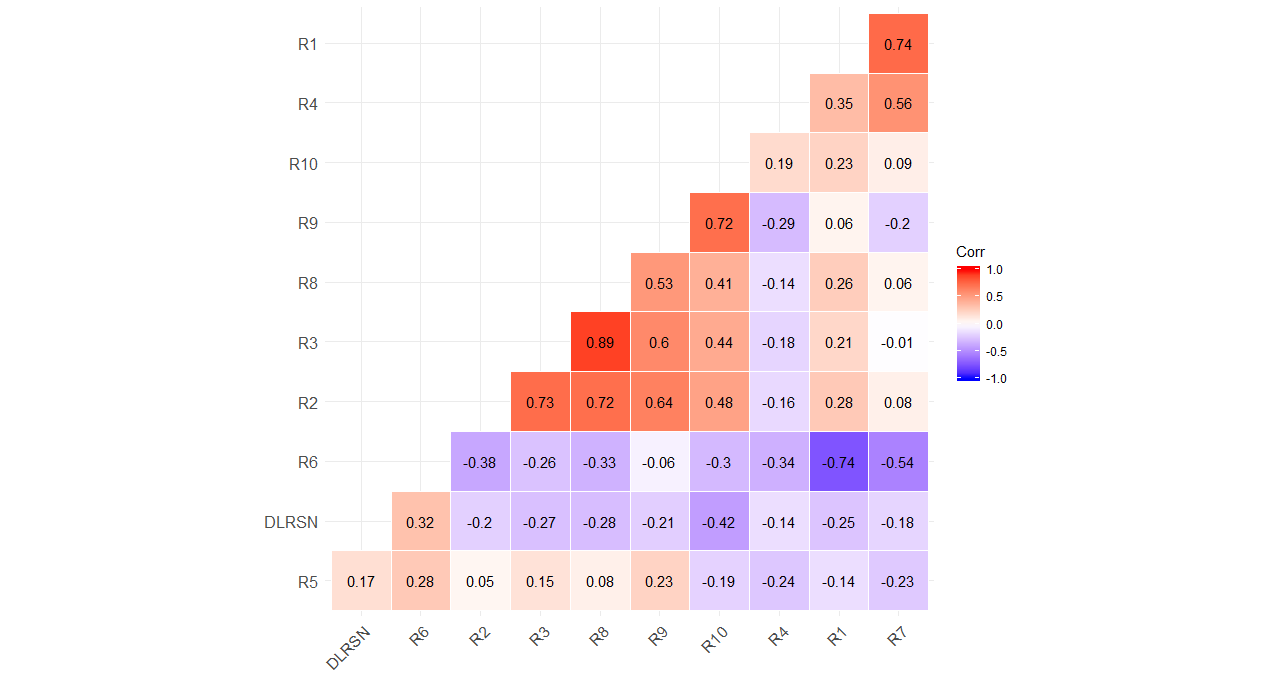 R1 0.74
R4 0.35 0.56
R10 0.19 0.23 0.09
R9 0.72 -0.29 0.06 -0.2
R8 0.53 0.41 -0.14 0.26 0.06
R3 0.89 0.6 0.44 -0.18 0.21 -0.01
R2 0.73 0.72 0.64 0.48 -0.16 0.28 0.08
R6 -0.38 -0.26 -0.33 -0.06 -0.3 -0.34 -0.74 -0.54
DLRSN 0.32 -0.2 -0.27 -0.28 -0.21 -0.42 -0.14 -0.25 -0.18
R5 0.17 0.28 0.05 0.15 0.08 0.23 -0.19 -0.24 -0.14 -0.23
DLRSN R6 R2 R3 R8 R9 R10 R4 R1 R7
Corr
1.0
0.5
0.0
-0.5
-1.0